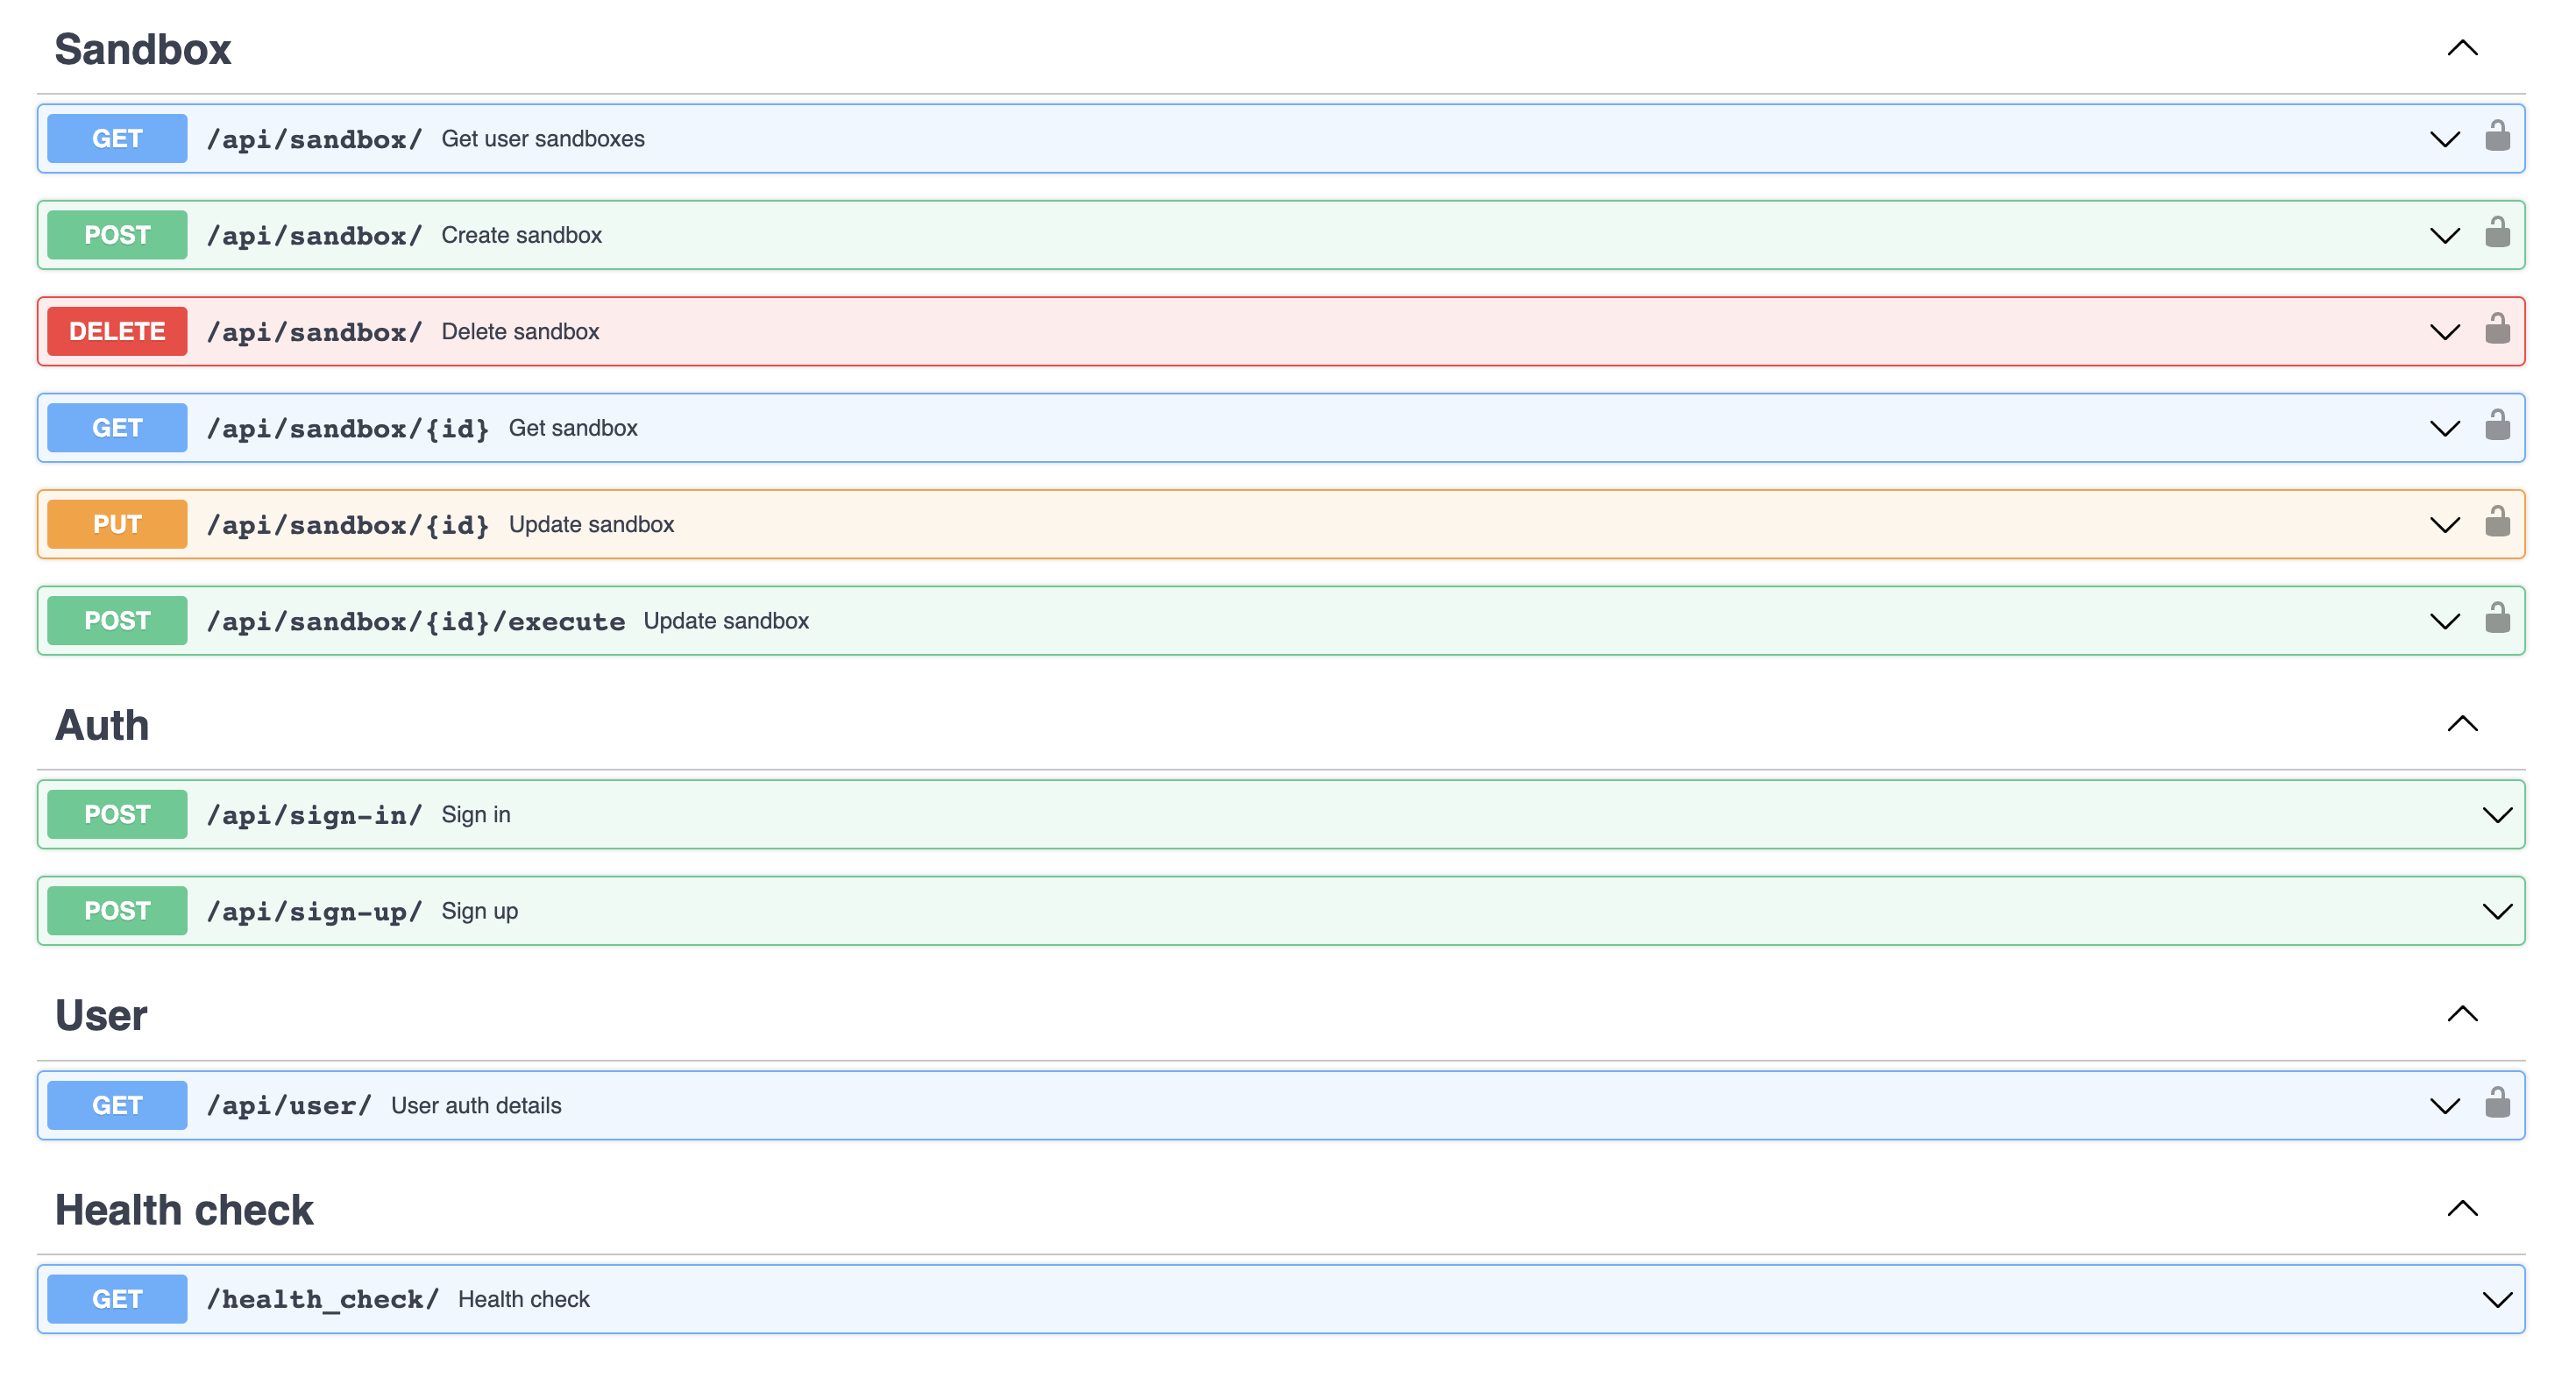 Sandbox
GET /api/sandbox/ Get user sandboxes
POST /api/sandbox/ Create sandbox
DELETE /api/sandbox/ Delete sandbox
GET /api/sandbox/{id} Get sandbox
PUT /api/sandbox/{id} Update sandbox
POST /api/sandbox/{id}/execute Update sandbox
Auth
POST /api/sign-in/ Sign in
POST /api/sign-up/ Sign up
User
GET /api/user/ User auth details
Health check
GET /health_check/ Health check